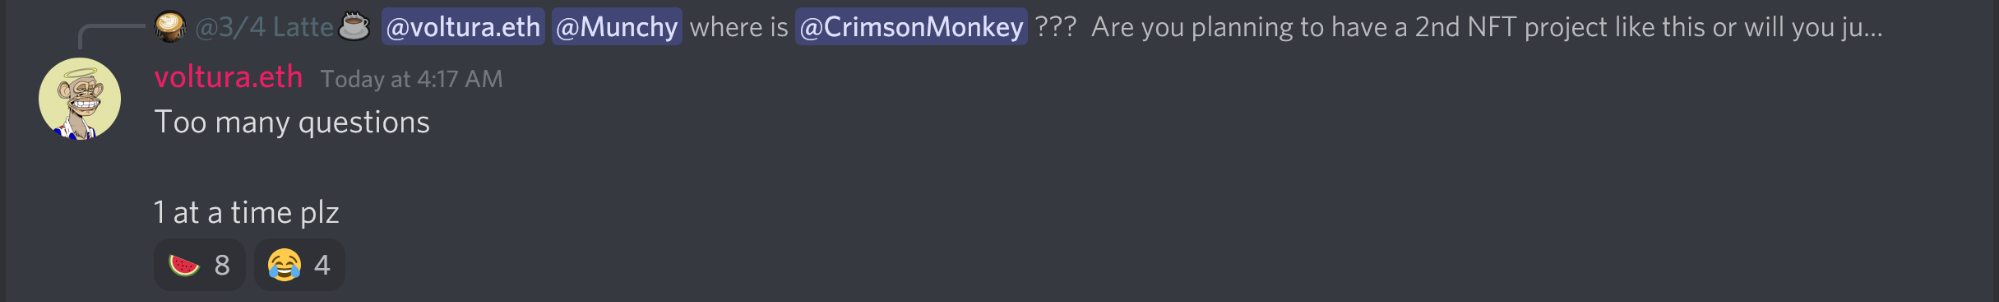 @3/4 Latte☕ @voltura.eth @Munchy where is @CrimsonMonkey ??? Are you planning to have a 2nd NFT project like this or will you ju...
voltura.eth Today at 4:17 AM
Too many questions
1 at a time plz
🍉 8 😂 4